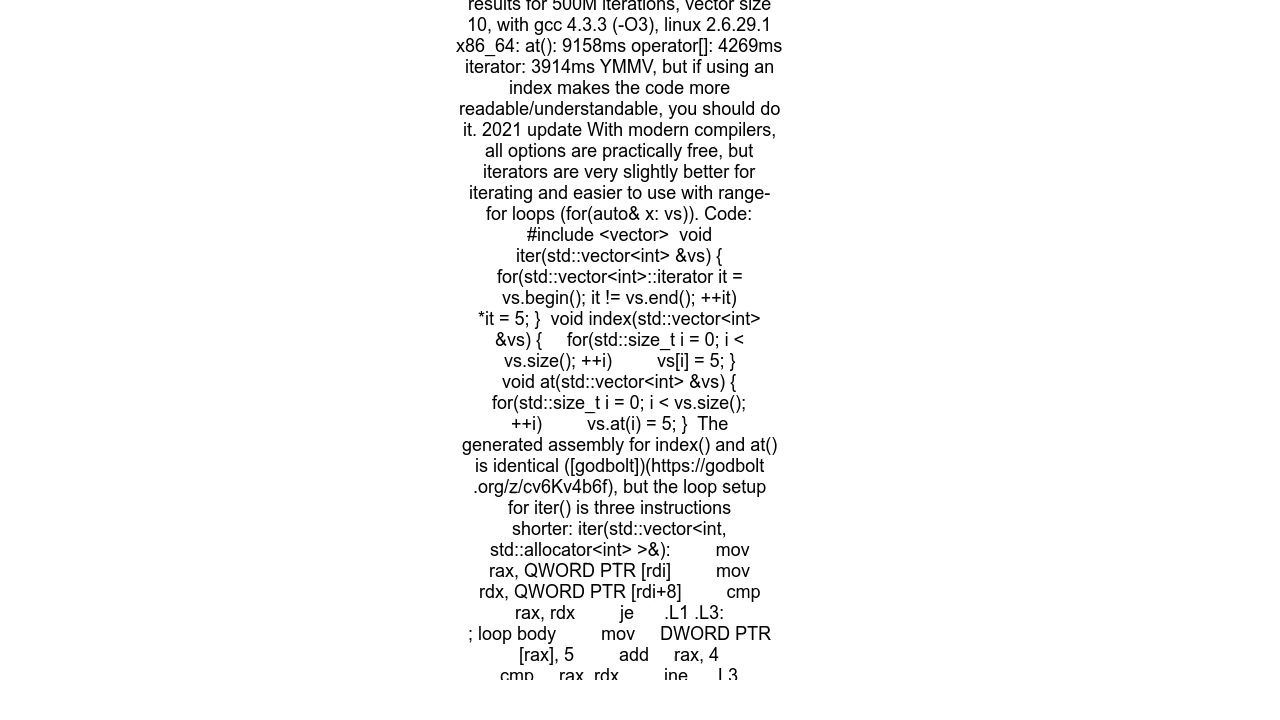 results for 500M iterations, vector size
10, with gcc 4.3.3 (-O3), linux 2.6.29.1
x86_64: at(): 9158ms operator[]: 4269ms
iterator: 3914ms YMMV, but if using an
index makes the code more
readable/understandable, you should do
it. 2021 update With modern compilers,
all options are practically free, but
iterators are very slightly better for
iterating and easier to use with range-
for loops (for(auto& x: vs)). Code:
#include <vector>  void
iter(std::vector<int> &vs) {
for(std::vector<int>::iterator it =
vs.begin(); it != vs.end(); ++it)
*it = 5; }  void index(std::vector<int>
&vs) {     for(std::size_t i = 0; i <
vs.size(); ++i)         vs[i] = 5; }
void at(std::vector<int> &vs) {
for(std::size_t i = 0; i < vs.size();
++i)         vs.at(i) = 5; }  The
generated assembly for index() and at()
is identical ([godbolt])(https://godbolt
.org/z/cv6Kv4b6f), but the loop setup
for iter() is three instructions
shorter: iter(std::vector<int,
std::allocator<int> >&):         mov
rax, QWORD PTR [rdi]         mov
rdx, QWORD PTR [rdi+8]         cmp
rax, rdx         je      .L1 .L3:
; loop body         mov     DWORD PTR
[rax], 5         add     rax, 4
cmp     rax, rdx         jne     .L3